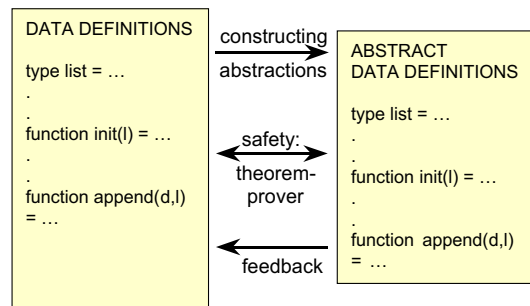 DATA DEFINITIONS
type list = …
.
.
function init(l) = …
.
.
function append(d,l)
= …
constructing
abstractions
safety:
theorem-
prover
feedback
ABSTRACT
DATA DEFINITIONS
type list = …
.
.
function init(l) = …
.
.
function append(d,l)
= …